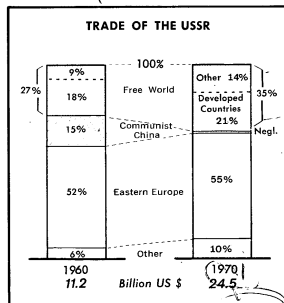 TRADE OF THE USSR
100%
9% Other 14%
27% Free World 35%
18% Developed
Countries
21%
15% Communist
China Negl.
52% Eastern Europe 55%
6% Other 10%
1960 1970
11.2 Billion US $ 24.5